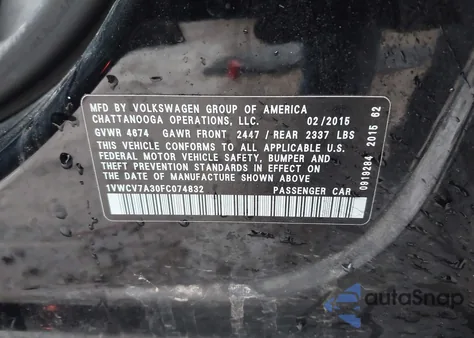 MFD BY VOLKSWAGEN GROUP OF AMERICA
CHATTANOOGA OPERATIONS, LLC. 02/2015
GVWR 4674 GAWR FRONT 2447 / REAR 2337 LBS
THIS VEHICLE CONFORMS TO ALL APPLICABLE U.S.
FEDERAL MOTOR VEHICLE SAFETY, BUMPER AND
THEFT PREVENTION STANDARDS IN EFFECT ON
THE DATE OF MANUFACTURE SHOWN ABOVE
1VWCV7A30FC074832 PASSENGER CAR
0919284 2015 62
autoSnap